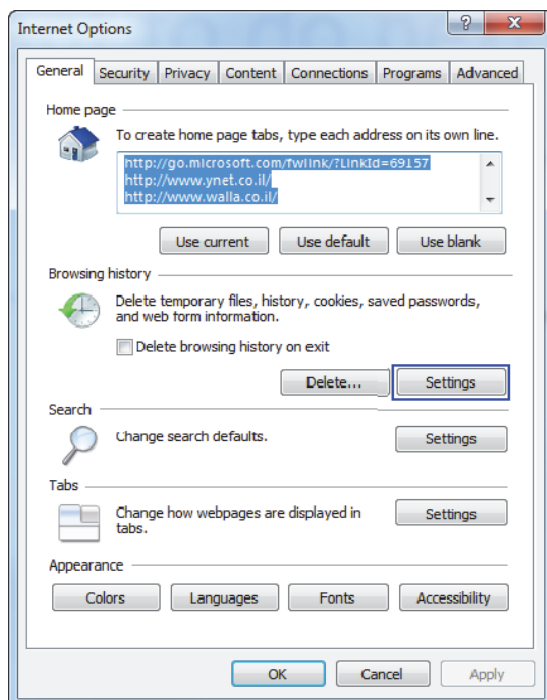 Internet Options
General Security Privacy Content Connections Programs Advanced
Home page
To create home page tabs, type each address on its own line.
http://go.microsoft.com/fwlink/?LinkId=69157
http://www.ynet.co.il/
http://www.walla.co.il/
Use current Use default Use blank
Browsing history
Delete temporary files, history, cookies, saved passwords,
and web form information.
Delete browsing history on exit
Delete... Settings
Search
Change search defaults.
Settings
Tabs
Change how webpages are displayed in
tabs.
Settings
Appearance
Colors Languages Fonts Accessibility
OK Cancel Apply